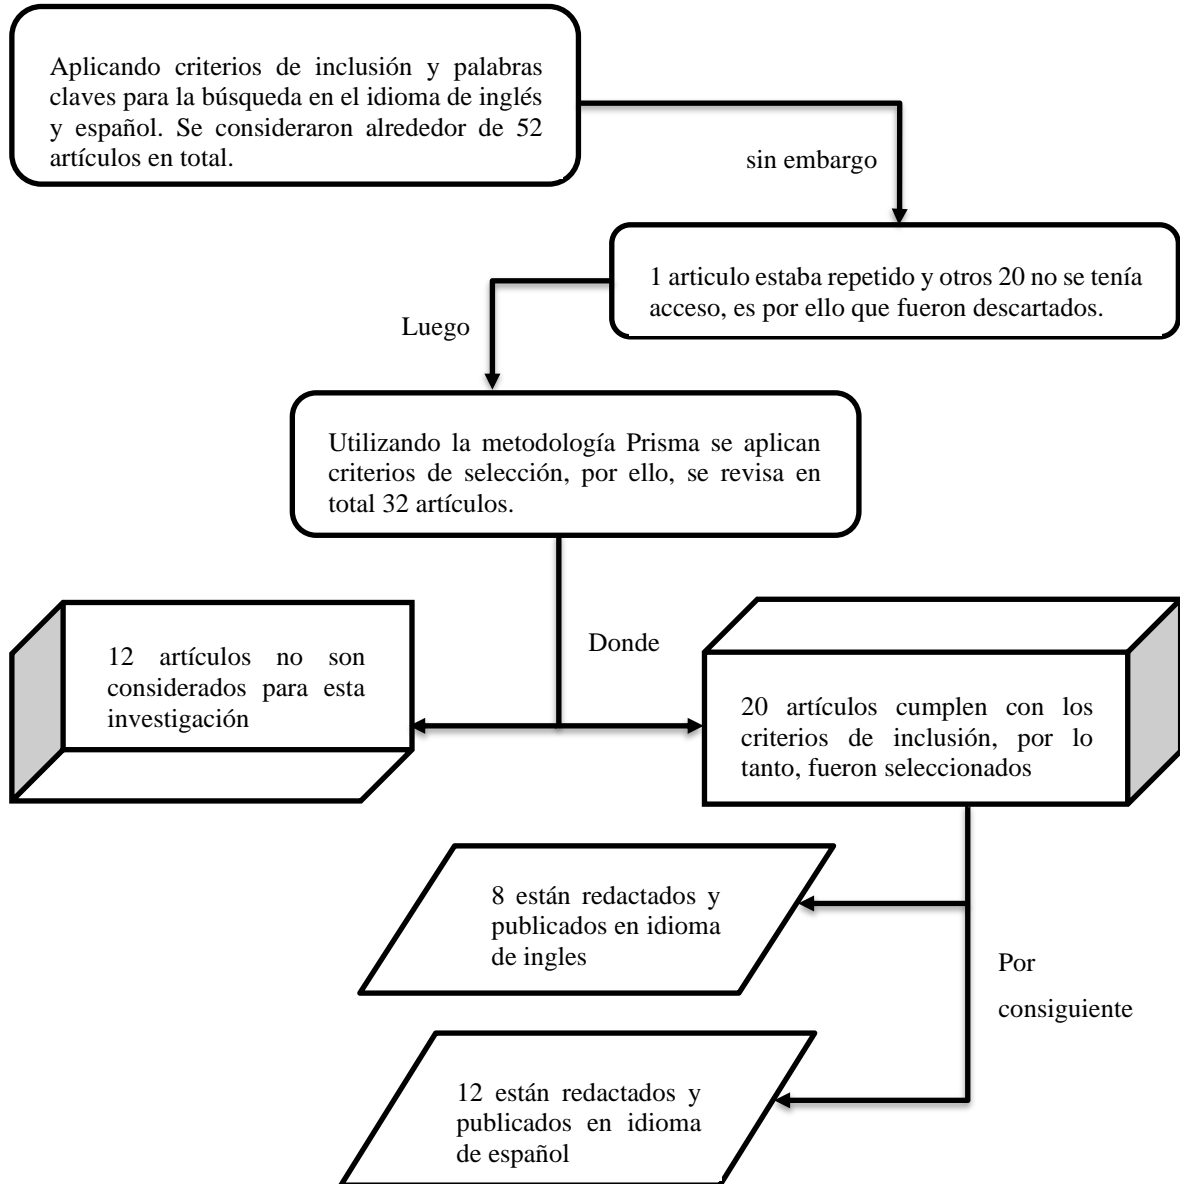 Aplicando criterios de inclusión y palabras
claves para la búsqueda en el idioma de inglés
y español. Se consideraron alrededor de 52
artículos en total.
sin embargo
1 articulo estaba repetido y otros 20 no se tenía
acceso, es por ello que fueron descartados.
Luego
Utilizando la metodología Prisma se aplican
criterios de selección, por ello, se revisa en
total 32 artículos.
Donde
12 artículos no son
considerados para esta
investigación
20 artículos cumplen con los
criterios de inclusión, por lo
tanto, fueron seleccionados
8 están redactados y
publicados en idioma
de ingles
Por
consiguiente
12 están redactados y
publicados en idioma
de español